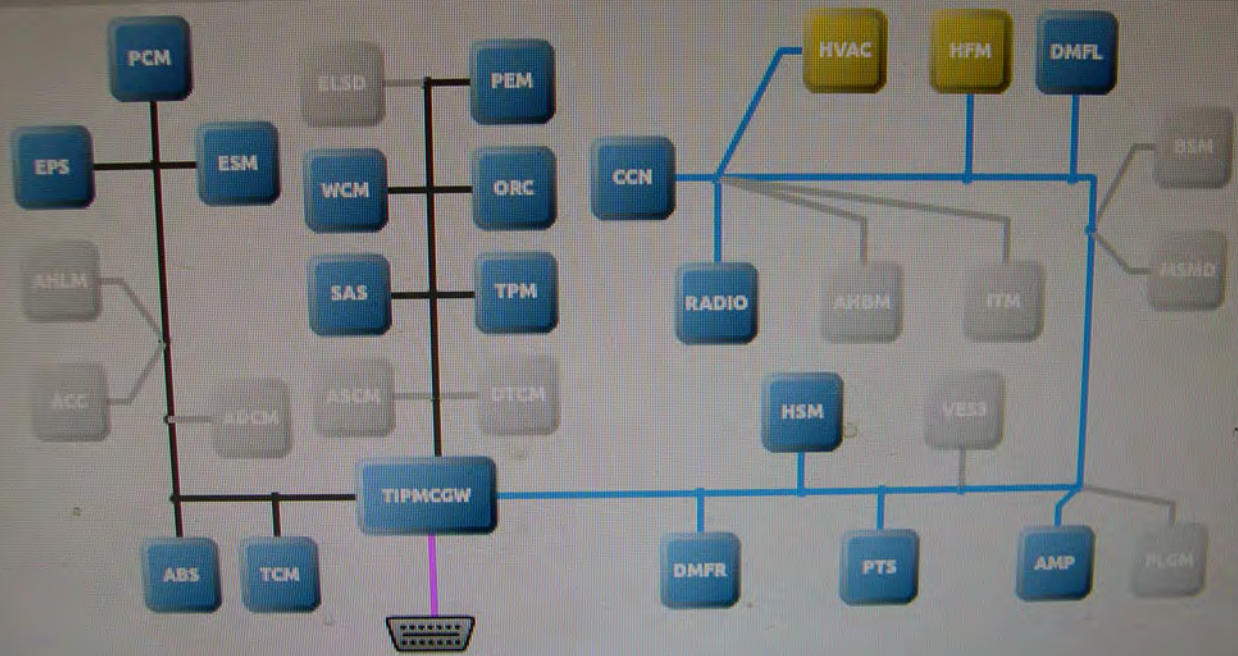 PCM
ELSD
PEM
HVAC
HFM
DMFL
EPS
ESM
WCM
ORC
CCN
BSM
AHLM
SAS
TPM
RADIO
AHBM
ITM
MSMD
ACC
ADCM
ASCM
DTCM
HSM
VES3
TIPMCGW
ABS
TCM
DMFR
PTS
AMP
PLGM